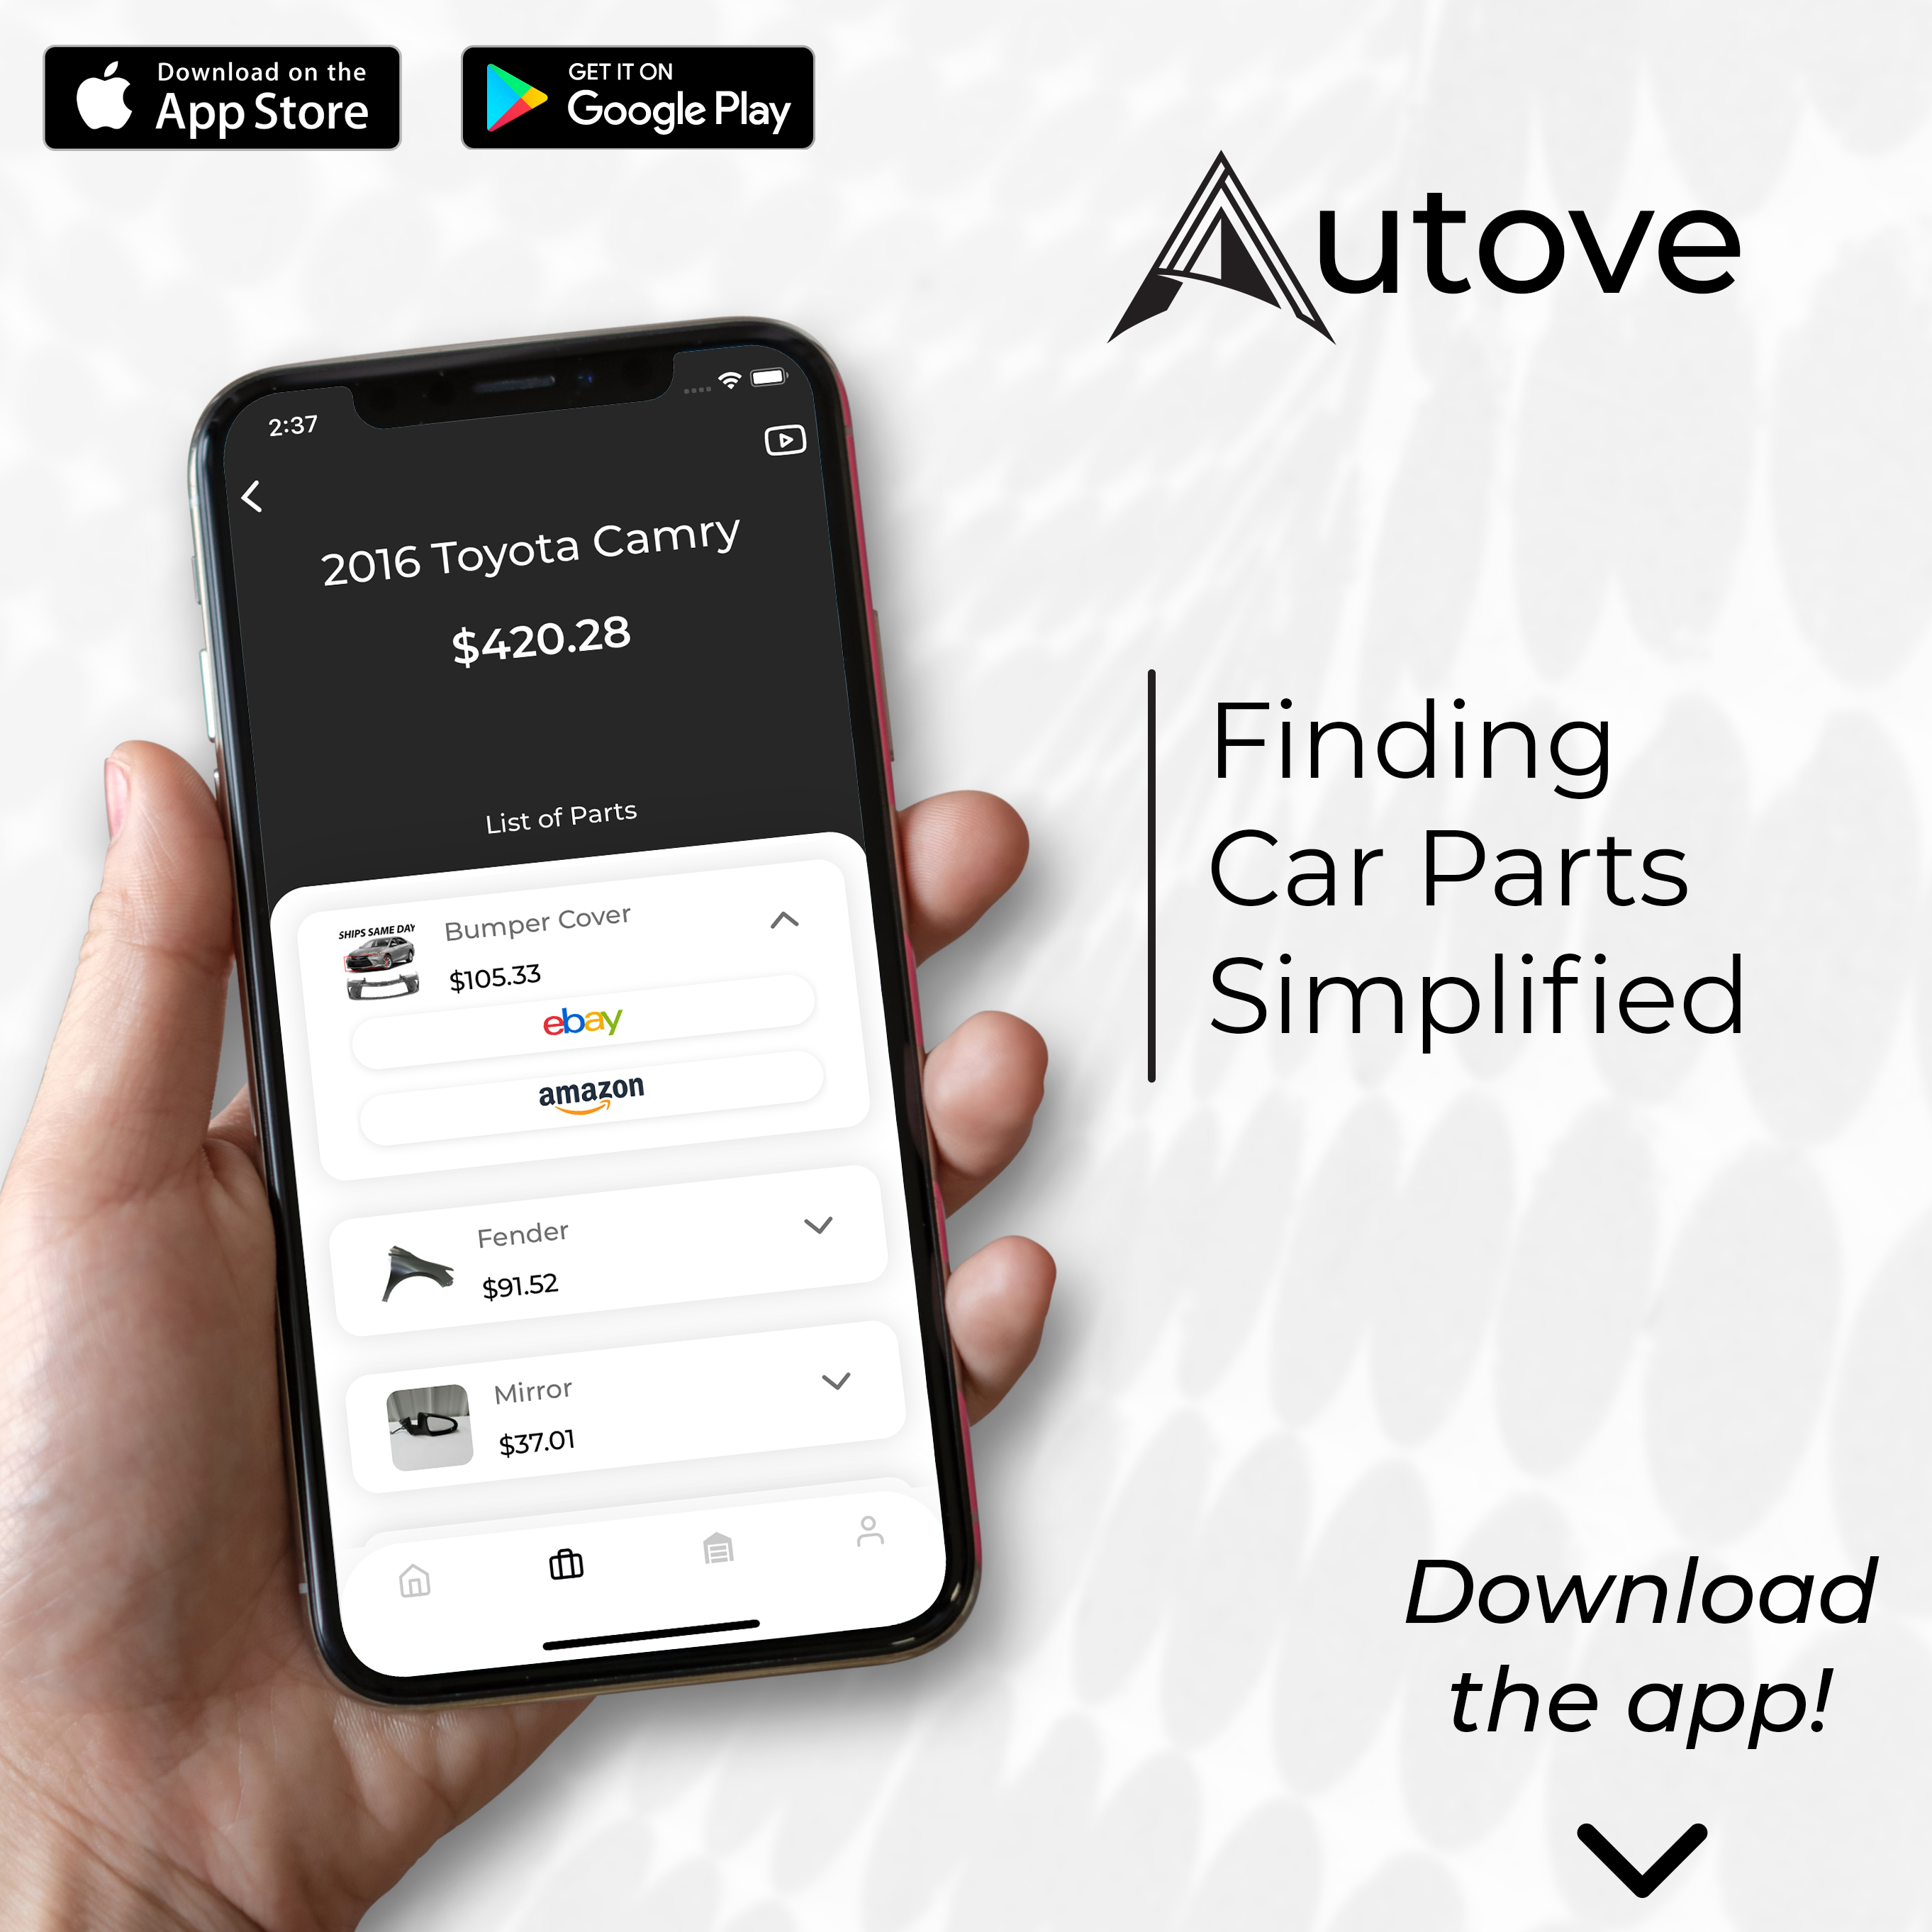 Download on the
App Store
GET IT ON
Google Play
Autove
2:37
2016 Toyota Camry
$420.28
List of Parts
SHIPS SAME DAY
Bumper Cover
$105.33
ebay
amazon
Fender
$91.52
Mirror
$37.01
Finding
Car Parts
Simplified
Download
the app!